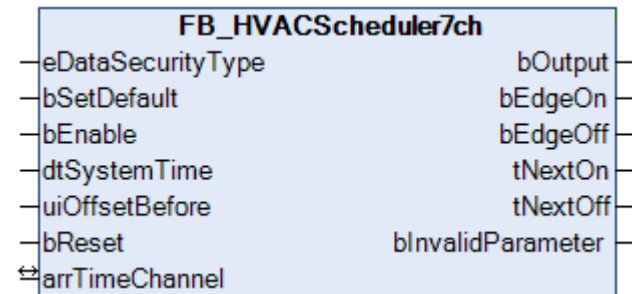 FB_HVACScheduler7ch
eDataSecurityType bOutput
bSetDefault bEdgeOn
bEnable bEdgeOff
dtSystemTime tNextOn
uiOffsetBefore tNextOff
bReset bInvalidParameter
arrTimeChannel